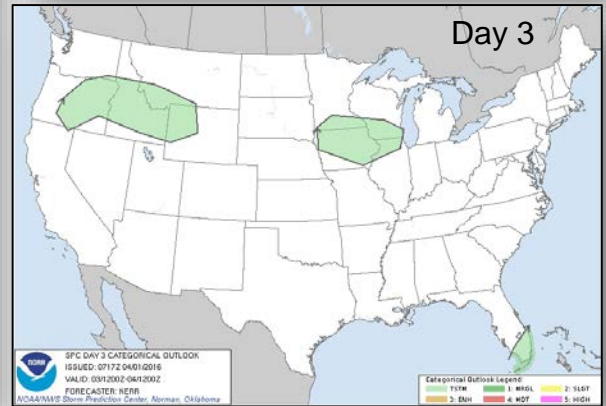 Day 3
NOAA
SPC DAY 3 CATEGORICAL OUTLOOK
ISSUED: 0717Z 04/01/2016
VALID: 03/1200Z-04/1200Z
FORECASTER: KERR
NOAA/NWS Storm Prediction Center, Norman, Oklahoma
Categorical Outlook Legend:
TSTM 1: MRGL 2: SLGT
3: ENH 4: MDT 5: HIGH